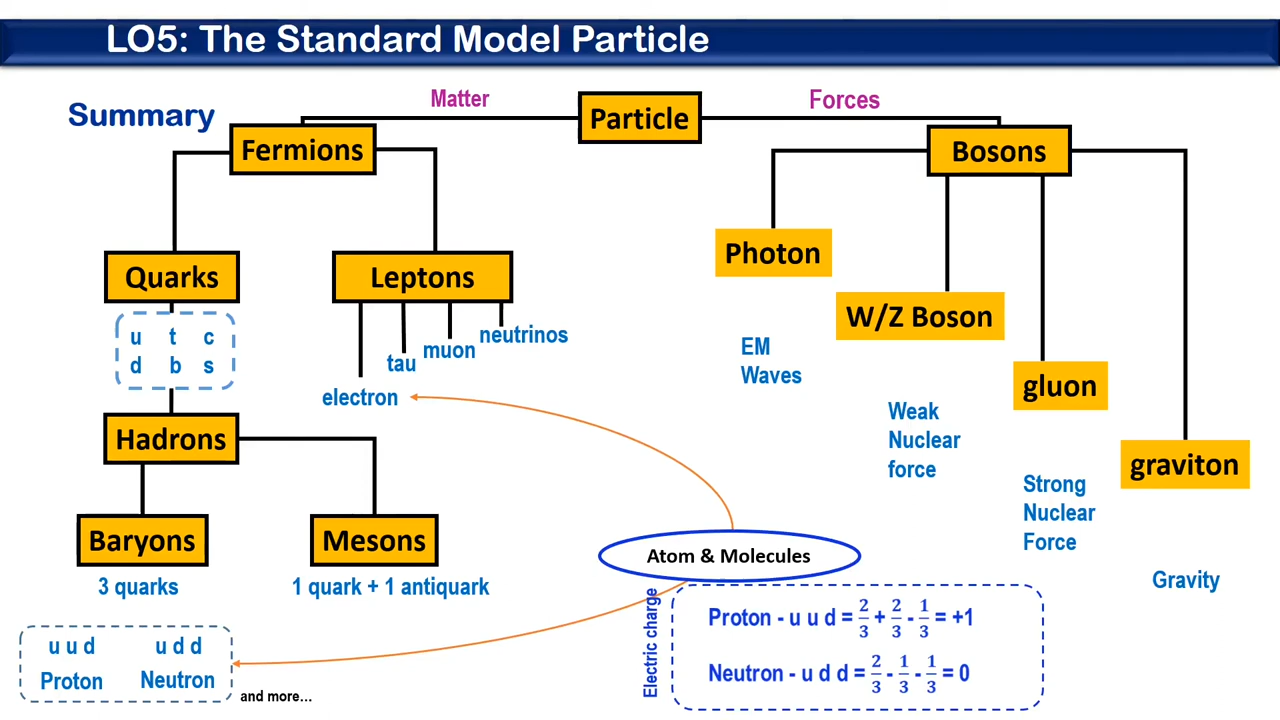 LO5: The Standard Model Particle
Summary
Matter
Particle
Forces
Fermions
Bosons
Quarks
Leptons
Photon
W/Z Boson
gluon
graviton
u t c
d b s
electron
tau
muon
neutrinos
EM
Waves
Weak
Nuclear
force
Strong
Nuclear
Force
Gravity
Hadrons
Baryons
Mesons
3 quarks
1 quark + 1 antiquark
Atom & Molecules
u u d
u d d
Proton
Neutron
and more...
Electric charge
Proton - u u d = 2/3 + 2/3 - 1/3 = +1
Neutron - u d d = 2/3 - 1/3 - 1/3 = 0